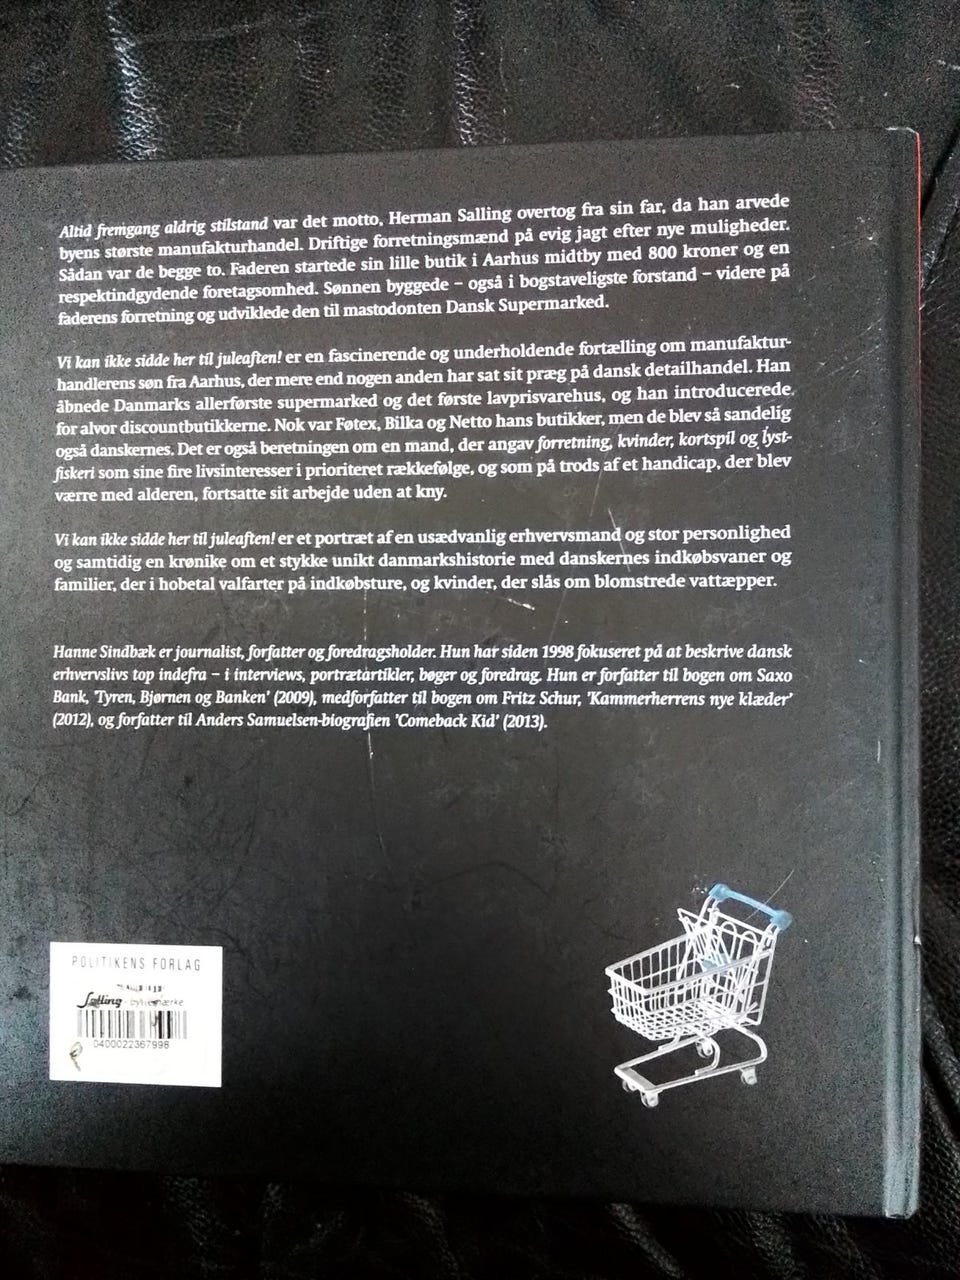 Altid fremgang aldrig stilstand var det motto, Herman Salling overtog fra sin far, da han arvede
byens største manufakturhandel. Driftige forretningsmænd på evig jagt efter nye muligheder.
Sådan var de begge to. Faderen startede sin lille butik i Aarhus midtby med 800 kroner og en
respektindgydende foretagsomhed. Sønnen byggede – også i bogstaveligste forstand – videre på
faderens forretning og udviklede den til mastodonten Dansk Supermarked.
Vi kan ikke sidde her til juleaften! er en fascinerende og underholdende fortælling om manufaktur-
handlerens søn fra Aarhus, der mere end nogen anden har sat sit præg på dansk detailhandel. Han
åbnede Danmarks allerførste supermarked og det første lavprisvarehus, og han introducerede
for alvor discountbutikkerne. Nok var Føtex, Bilka og Netto hans butikker, men de blev så sandelig
også danskernes. Det er også beretningen om en mand, der angav forretning, kvinder, kortspil og lyst-
fiskeri som sine fire livsinteresser i prioriteret rækkefølge, og som på trods af et handicap, der blev
værre med alderen, fortsatte sit arbejde uden at kny.
Vi kan ikke sidde her til juleaften! er et portræt af en usædvanlig erhvervsmand og stor personlighed
og samtidig en krønike om et stykke unikt danmarkshistorie med danskernes indkøbsvaner og
familier, der i hobetal valfarter på indkøbsture, og kvinder, der slås om blomstrede vattæpper.
Hanne Sindbæk er journalist, forfatter og foredragsholder. Hun har siden 1998 fokuseret på at beskrive dansk
erhvervslivs top indefra – i interviews, portrætartikler, bøger og foredrag. Hun er forfatter til bogen om Saxo
Bank, 'Tyren, Bjørnen og Banken' (2009), medforfatter til bogen om Fritz Schur, 'Kammerherrens nye klæder'
(2012), og forfatter til Anders Samuelsen-biografien 'Comeback Kid' (2013).
POLITIKENS FORLAG
Salling - byttemærke
0400022367998